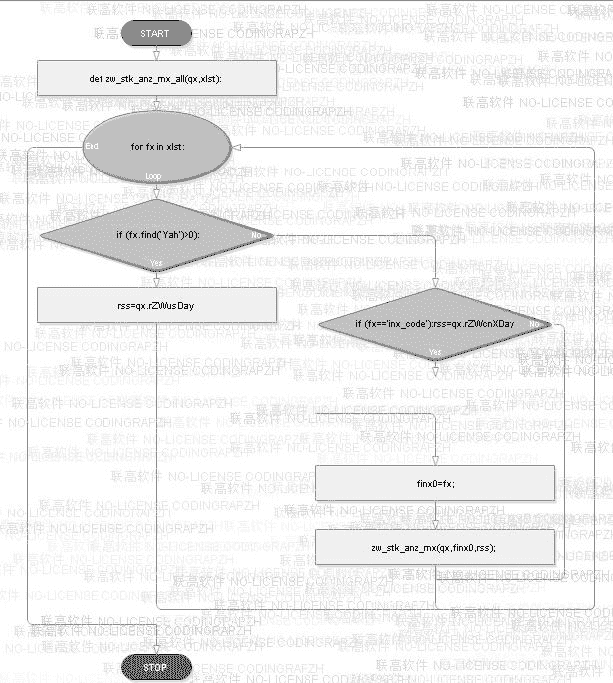 START
def zw_stk_anz_mx_all(qx,xlst):
for fx in xlst:
End
Loop
if (fx.find('Yah')>0):
No
Yes
rss=qx.rZWusDay
if (fx=='inx_code'):rss=qx.rZWcnXDay
No
Yes
finx0=fx;
zw_stk_anz_mx(qx,finx0,rss);
STOP
联高软件 NO-LICENSE CODINGRAPZH